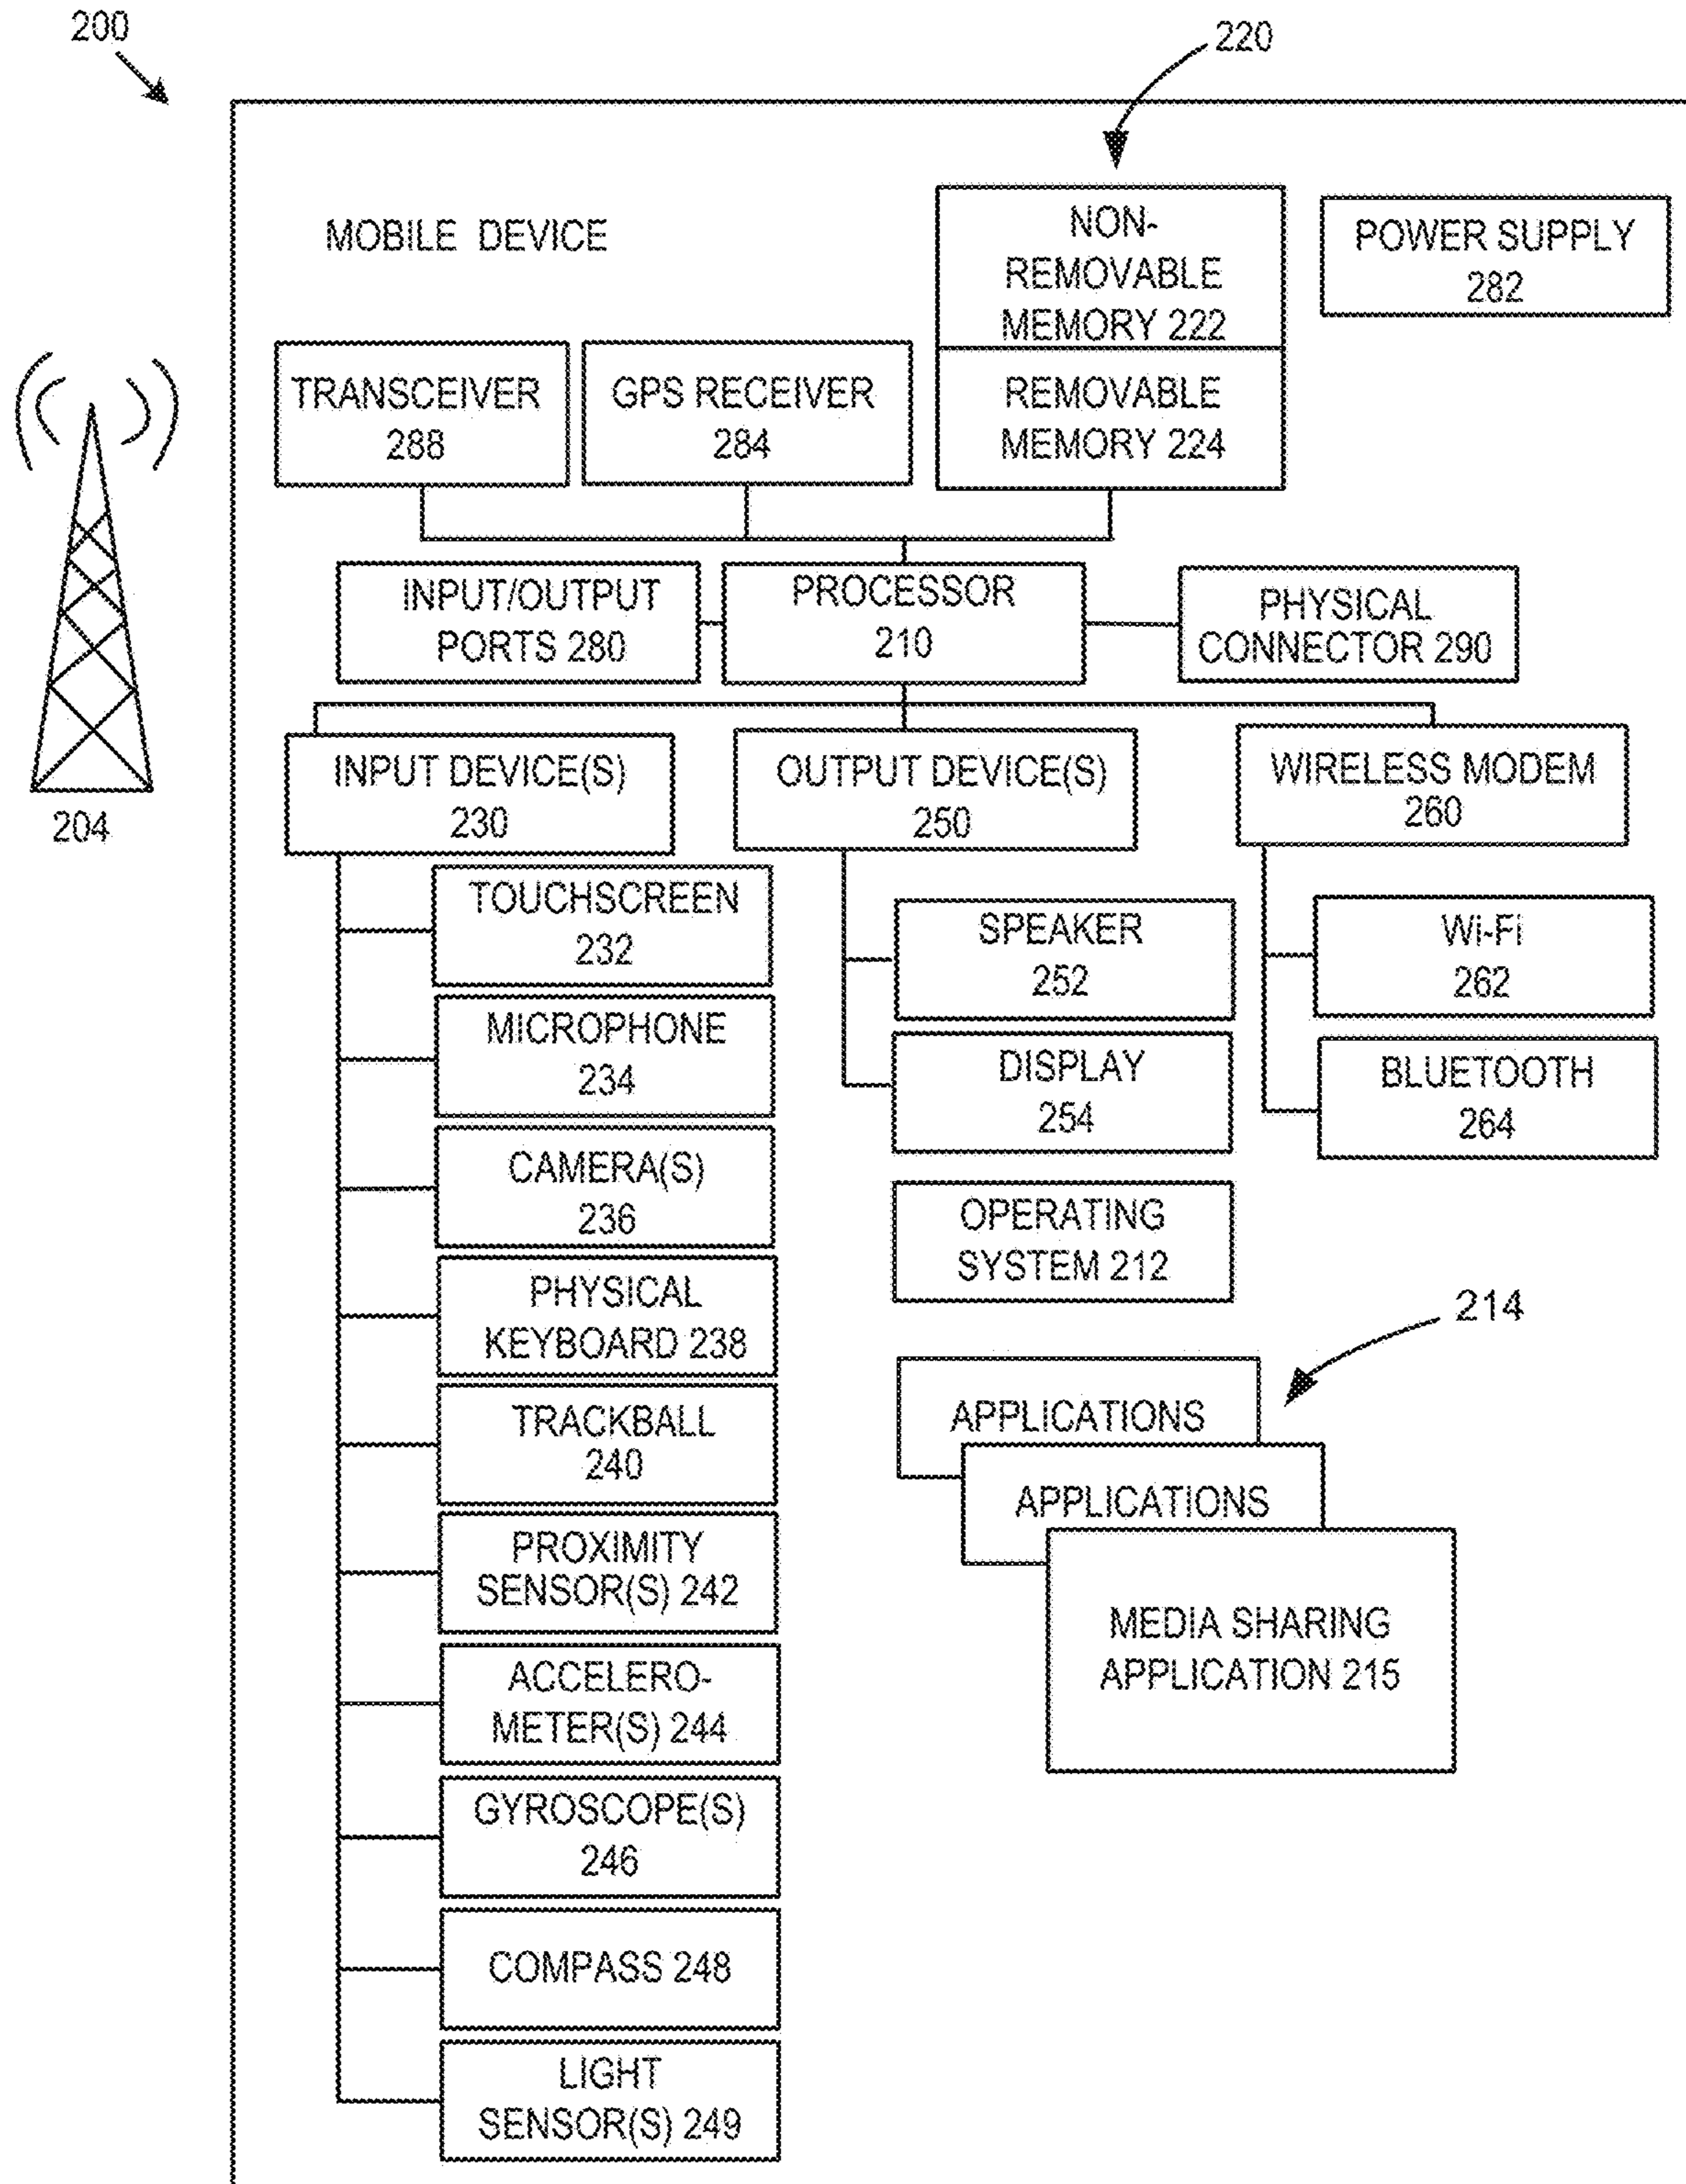 200
220
MOBILE DEVICE
NON-
REMOVABLE
MEMORY 222
POWER SUPPLY
282
TRANSCEIVER
288
GPS RECEIVER
284
REMOVABLE
MEMORY 224
INPUT/OUTPUT
PORTS 280
PROCESSOR
210
PHYSICAL
CONNECTOR 290
204
INPUT DEVICE(S)
230
OUTPUT DEVICE(S)
250
WIRELESS MODEM
260
TOUCHSCREEN
232
MICROPHONE
234
CAMERA(S)
236
PHYSICAL
KEYBOARD 238
TRACKBALL
240
PROXIMITY
SENSOR(S) 242
ACCELERO-
METER(S) 244
GYROSCOPE(S)
246
COMPASS 248
LIGHT
SENSOR(S) 249
SPEAKER
252
DISPLAY
254
Wi-Fi
262
BLUETOOTH
264
OPERATING
SYSTEM 212
214
APPLICATIONS
APPLICATIONS
MEDIA SHARING
APPLICATION 215